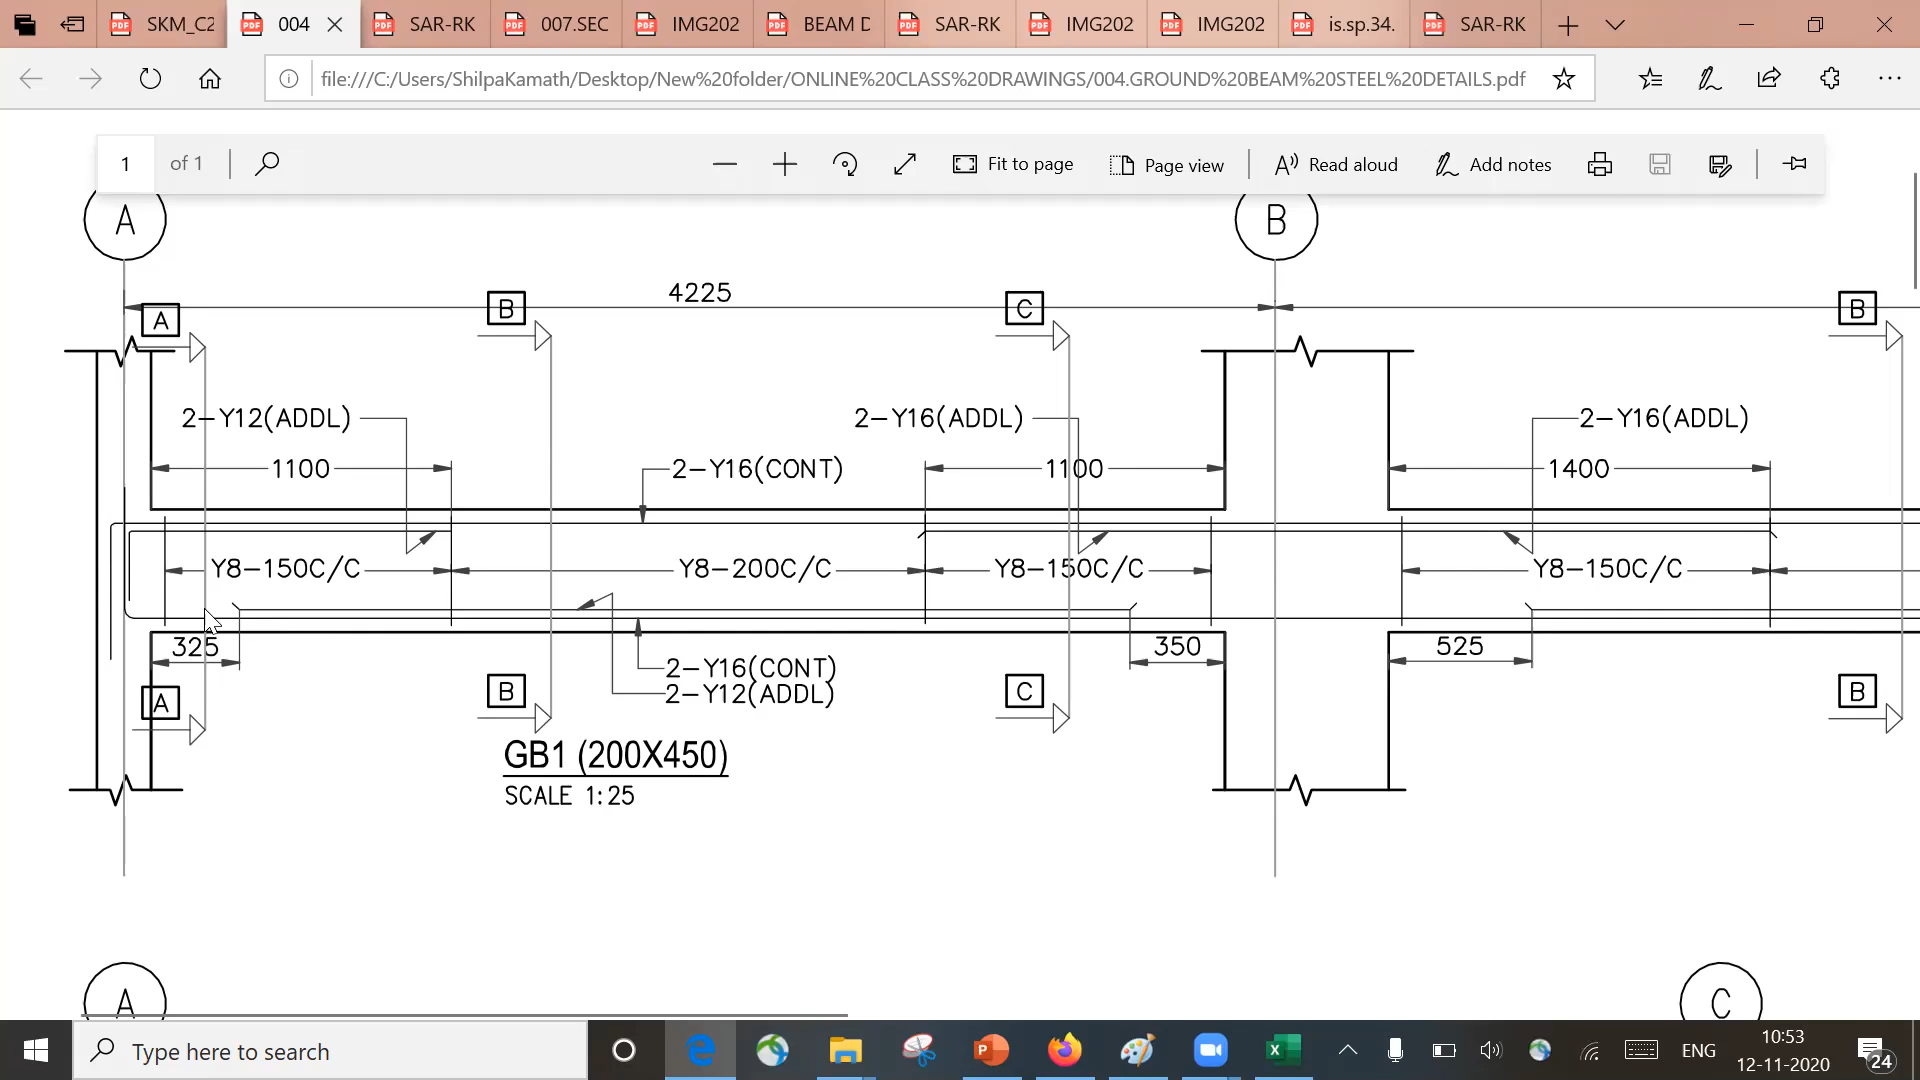 SKM_C2
004
SAR-RK
007.SEC
IMG202
BEAM D
SAR-RK
IMG202
IMG202
is.sp.34.
SAR-RK
file:///C:/Users/ShilpaKamath/Desktop/New%20folder/ONLINE%20CLASS%20DRAWINGS/004.GROUND%20BEAM%20STEEL%20DETAILS.pdf
1 of 1
Fit to page
Page view
Read aloud
Add notes
A
B
4225
A
B
C
B
2-Y12(ADDL)
2-Y16(ADDL)
2-Y16(ADDL)
1100
2-Y16(CONT)
1100
1400
Y8-150C/C
Y8-200C/C
Y8-150C/C
Y8-150C/C
325
350
525
2-Y16(CONT)
2-Y12(ADDL)
A
B
C
B
GB1 (200X450)
SCALE 1:25
A
C
Type here to search
ENG
10:53
12-11-2020
24